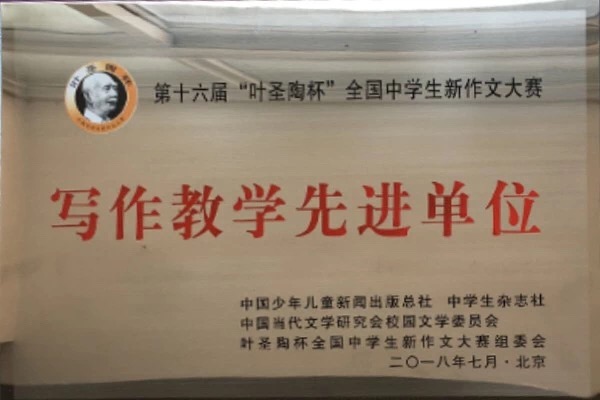 叶圣陶杯
第十六届“叶圣陶杯”全国中学生新作文大赛
写作教学先进单位
中国少年儿童新闻出版总社 中学生杂志社
中国当代文学研究会校园文学委员会
叶圣陶杯全国中学生新作文大赛组委会
二〇一八年七月·北京